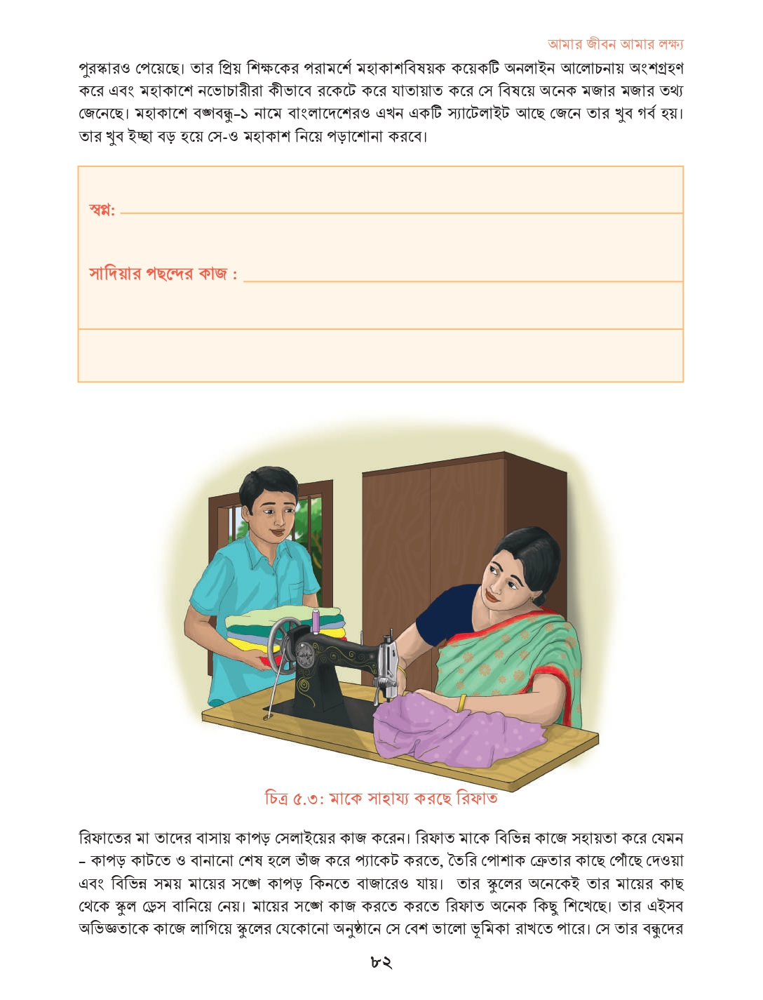 আমার জীবন আমার লক্ষ্য
পুরস্কারও পেয়েছে। তার প্রিয় শিক্ষকের পরামর্শে মহাকাশবিষয়ক কয়েকটি অনলাইন আলোচনায় অংশগ্রহণ
করে এবং মহাকাশে নভোচারীরা কীভাবে রকেটে করে যাতায়াত করে সে বিষয়ে অনেক মজার মজার তথ্য
জেনেছে। মহাকাশে বঙ্গবন্ধু–১ নামে বাংলাদেশেরও এখন একটি স্যাটেলাইট আছে জেনে তার খুব গর্ব হয়।
তার খুব ইচ্ছা বড় হয়ে সে-ও মহাকাশ নিয়ে পড়াশোনা করবে।
স্বপ্ন:
সাদিয়ার পছন্দের কাজ :
চিত্র ৫.৩: মাকে সাহায্য করছে রিফাত
রিফাতের মা তাদের বাসায় কাপড় সেলাইয়ের কাজ করেন। রিফাত মাকে বিভিন্ন কাজে সহায়তা করে যেমন
– কাপড় কাটতে ও বানানো শেষ হলে ভাঁজ করে প্যাকেট করতে, তৈরি পোশাক ক্রেতার কাছে পৌঁছে দেওয়া
এবং বিভিন্ন সময় মায়ের সঙ্গে কাপড় কিনতে বাজারেও যায়। তার স্কুলের অনেকেই তার মায়ের কাছ
থেকে স্কুল ড্রেস বানিয়ে নেয়। মায়ের সঙ্গে কাজ করতে করতে রিফাত অনেক কিছু শিখেছে। তার এইসব
অভিজ্ঞতাকে কাজে লাগিয়ে স্কুলের যেকোনো অনুষ্ঠানে সে বেশ ভালো ভূমিকা রাখতে পারে। সে তার বন্ধুদের
৮২